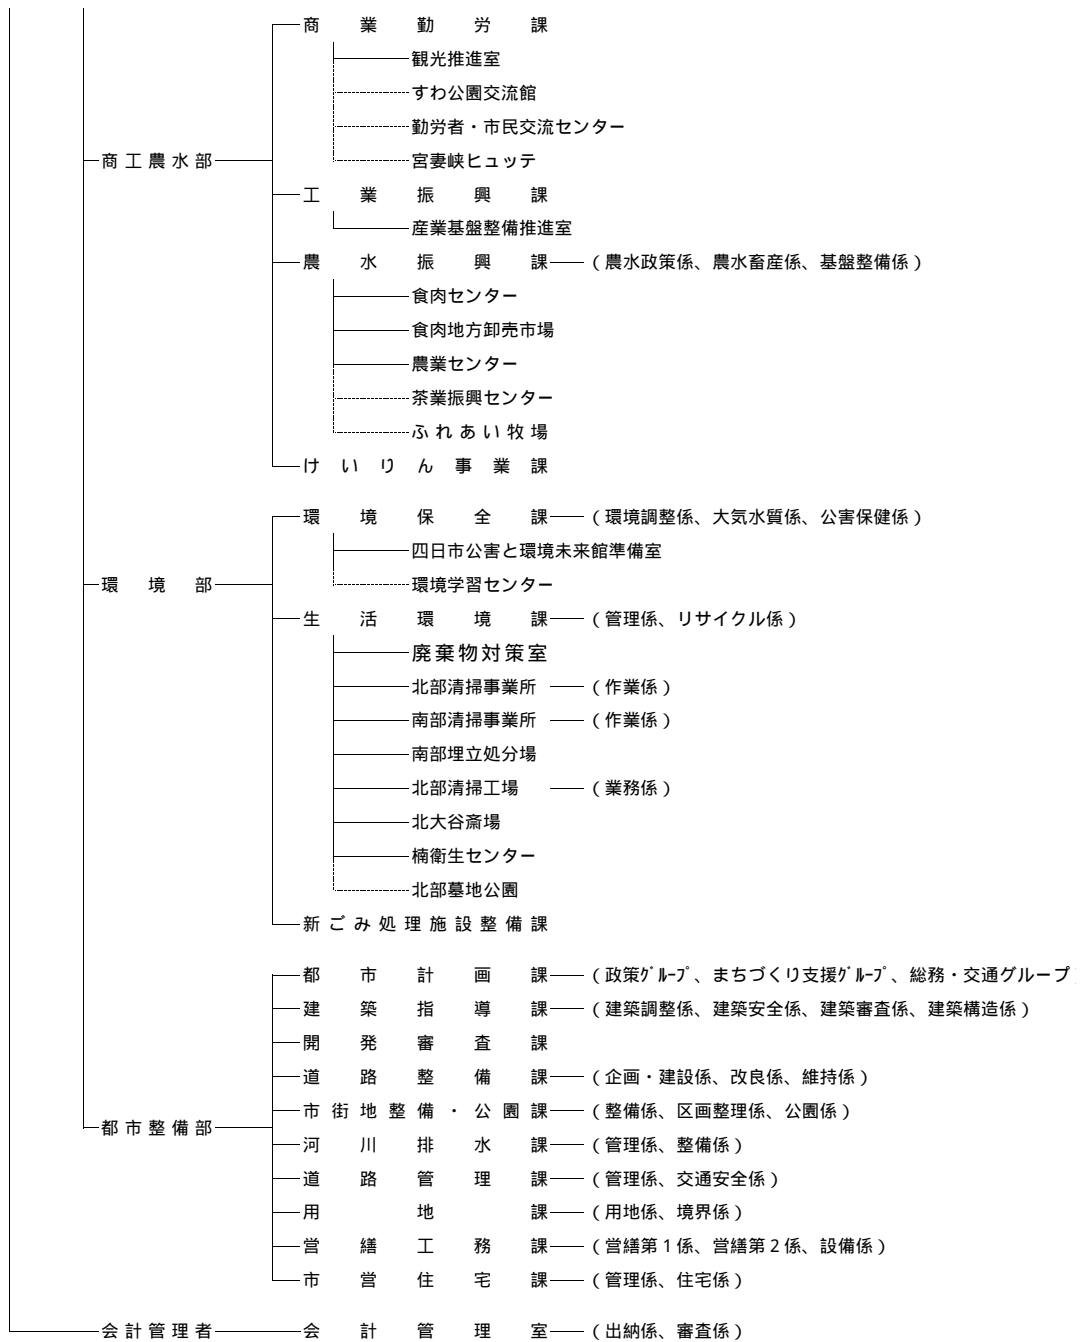 商業勤労課
観光推進室
すわ公園交流館
勤労者・市民交流センター
商工農水部
宮妻峡ヒュッテ
工業振興課
産業基盤整備推進室
農水振興課 (農水政策係、農水畜産係、基盤整備係)
食肉センター
食肉地方卸売市場
農業センター
茶業振興センター
ふれあい牧場
けいりん事業課
環境保全課 (環境調整係、大気水質係、公害保健係)
四日市公害と環境未来館準備室
環境部
環境学習センター
生活環境課 (管理係、リサイクル係)
廃棄物対策室
北部清掃事業所 (作業係)
南部清掃事業所 (作業係)
南部埋立処分場
北部清掃工場 (業務係)
北大谷斎場
楠衛生センター
北部墓地公園
新ごみ処理施設整備課
都市計画課 (政策ｸﾞﾙｰﾌﾟ、まちづくり支援ｸﾞﾙｰﾌﾟ、総務・交通グループ)
建築指導課 (建築調整係、建築安全係、建築審査係、建築構造係)
開発審査課
道路整備課 (企画・建設係、改良係、維持係)
市街地整備・公園課 (整備係、区画整理係、公園係)
都市整備部
河川排水課 (管理係、整備係)
道路管理課 (管理係、交通安全係)
用地課 (用地係、境界係)
営繕工務課 (営繕第１係、営繕第２係、設備係)
市営住宅課 (管理係、住宅係)
会計管理者 会計管理室 (出納係、審査係)